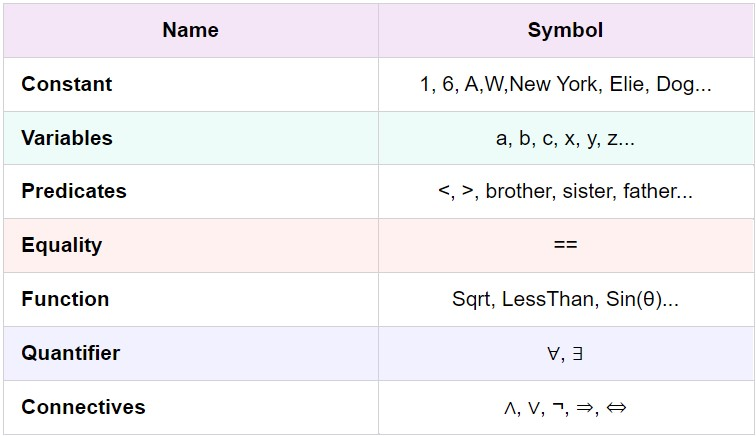 Name Symbol
Constant 1, 6, A,W,New York, Elie, Dog...
Variables a, b, c, x, y, z...
Predicates <, >, brother, sister, father...
Equality ==
Function Sqrt, LessThan, Sin(θ)...
Quantifier ∀, ∃
Connectives ∧, ∨, ¬, ⇒, ⇔